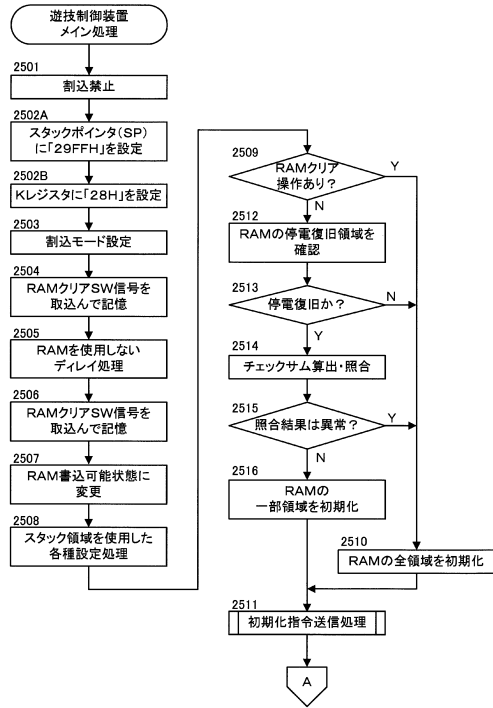 遊技制御装置
メイン処理
2501
割込禁止
2502A
スタックポインタ(SP)
に「29FFH」を設定
2502B
Kレジスタに「28H」を設定
2503
割込モード設定
2504
RAMクリアSW信号を
取込んで記憶
2505
RAMを使用しない
ディレイ処理
2506
RAMクリアSW信号を
取込んで記憶
2507
RAM書込可能状態に
変更
2508
スタック領域を使用した
各種設定処理
2509
RAMクリア
操作あり?
Y
N
2512
RAMの停電復旧領域を
確認
2513
停電復旧か?
N
Y
2514
チェックサム算出・照合
2515
照合結果は異常?
Y
N
2516
RAMの
一部領域を初期化
2510
RAMの全領域を初期化
2511
初期化指令送信処理
A